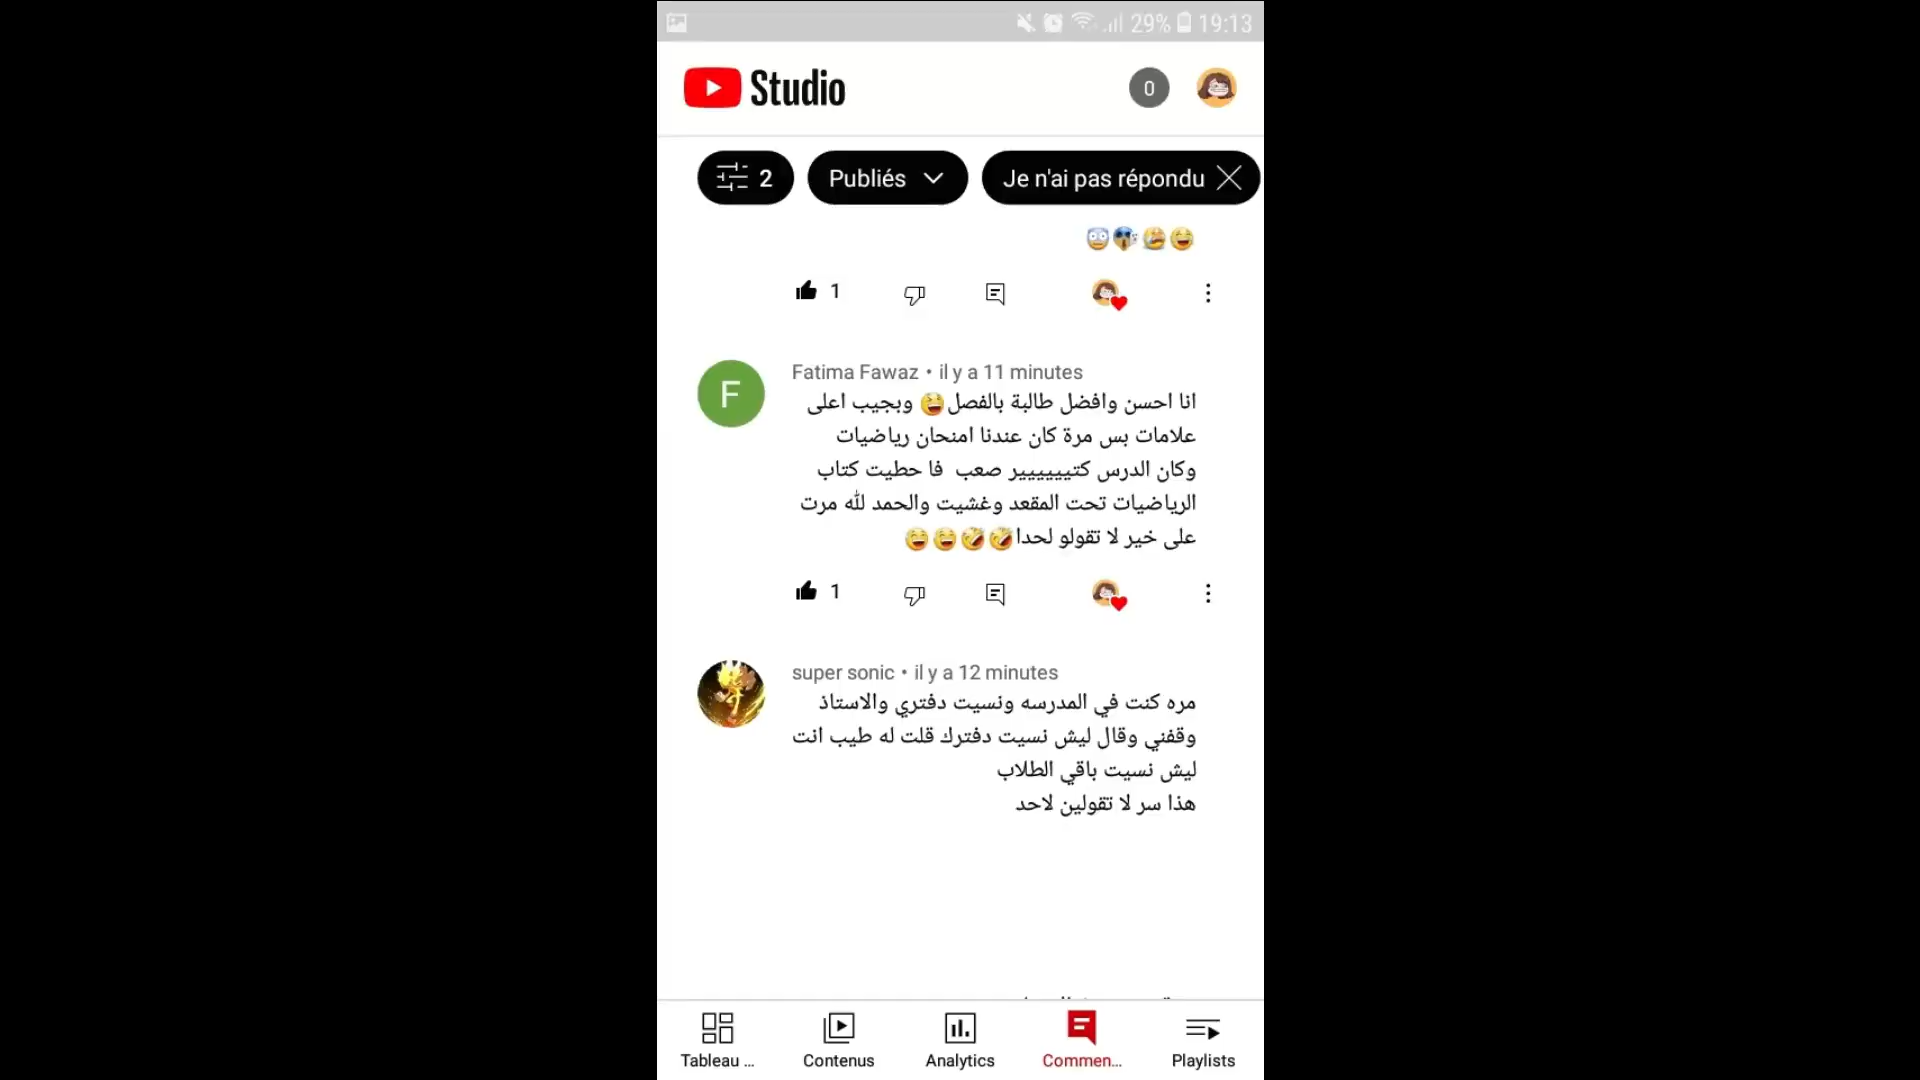 29% 19:13
Studio
0
2 Publiés Je n'ai pas répondu
1
F
Fatima Fawaz • il y a 11 minutes
انا احسن وافضل طالبة بالفصل😆 وبجيب اعلى
علامات بس مرة كان عندنا امنحان رياضيات
وكان الدرس كتييييير صعب فا حطيت كتاب
الرياضيات تحت المقعد وغشيت والحمد لله مرت
على خير لا تقولو لحدا🤣🤣😅😅
1
super sonic • il y a 12 minutes
مره كنت في المدرسه ونسيت دفتري والاستاذ
وقفني وقال ليش نسيت دفترك قلت له طيب انت
ليش نسيت باقي الطلاب
هذا سر لا تقولين لاحد
Tableau ... Contenus Analytics Commen... Playlists